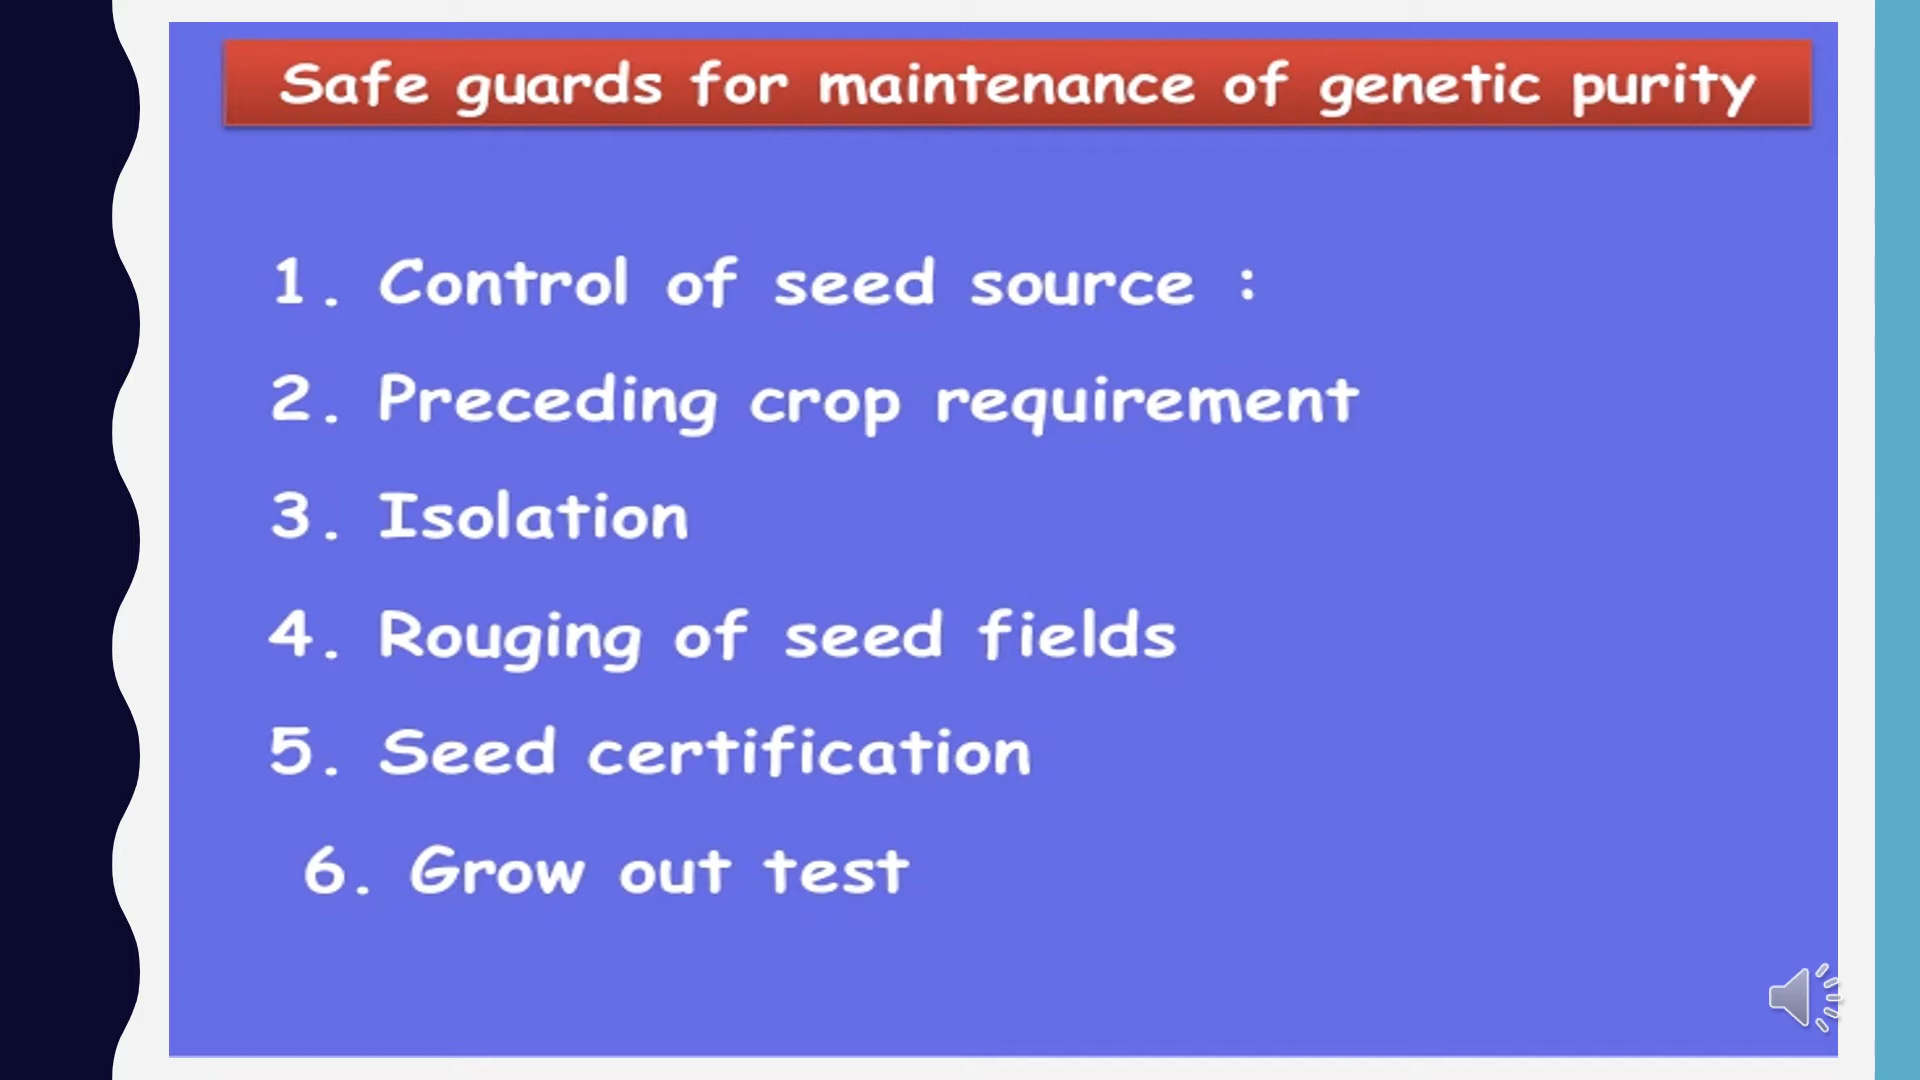 Safe guards for maintenance of genetic purity
1. Control of seed source :
2. Preceding crop requirement
3. Isolation
4. Rouging of seed fields
5. Seed certification
6. Grow out test